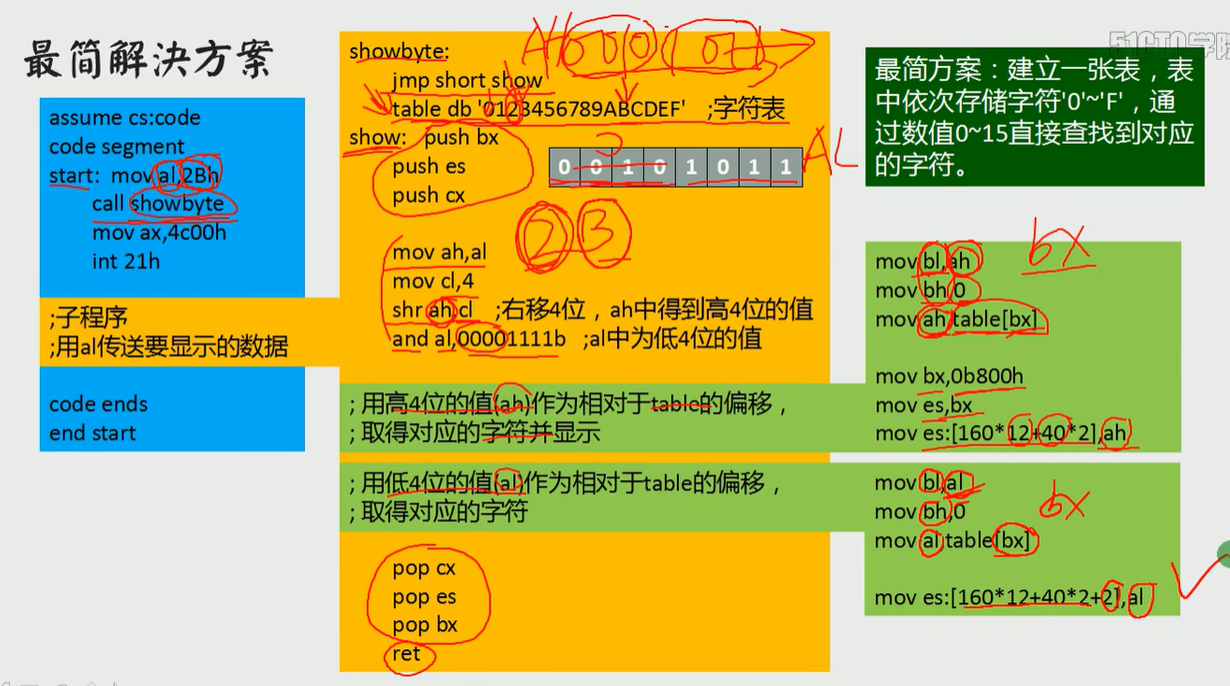 最简解决方案
51CTO学院
assume cs:code
code segment
start: mov al,2Bh
call showbyte
mov ax,4c00h
int 21h
;子程序
;用al传送要显示的数据
code ends
end start
showbyte:
jmp short show
table db '0123456789ABCDEF' ;字符表
show: push bx
push es
push cx
0 0 1 0 1 0 1 1
AL
2 3
mov ah,al
mov cl,4
shr ah,cl ;右移4位，ah中得到高4位的值
and al,00001111b ;al中为低4位的值
; 用高4位的值(ah)作为相对于table的偏移，
; 取得对应的字符并显示
; 用低4位的值(al)作为相对于table的偏移，
; 取得对应的字符
pop cx
pop es
pop bx
ret
最简方案：建立一张表，表
中依次存储字符'0'~'F'，通
过数值0~15直接查找到对应
的字符。
bx
mov bl,ah
mov bh,0
mov ah,table[bx]
mov bx,0b800h
mov es,bx
mov es:[160*12+40*2],ah
mov bl,al
mov bh,0
bx
mov al,table[bx]
mov es:[160*12+40*2+2],al